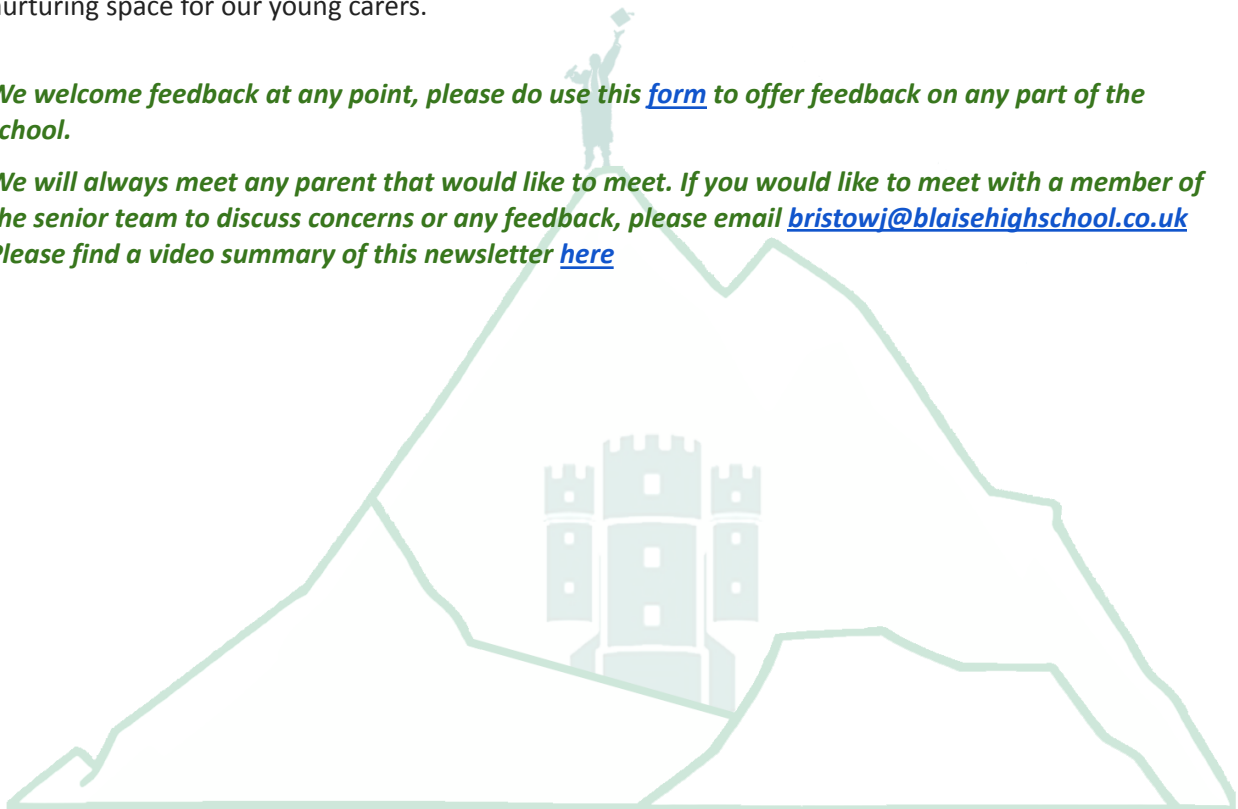 nurturing space for our young carers.
We welcome feedback at any point, please do use this form to offer feedback on any part of the
school.
We will always meet any parent that would like to meet. If you would like to meet with a member of
the senior team to discuss concerns or any feedback, please email bristowj@blaisehighschool.co.uk
Please find a video summary of this newsletter here